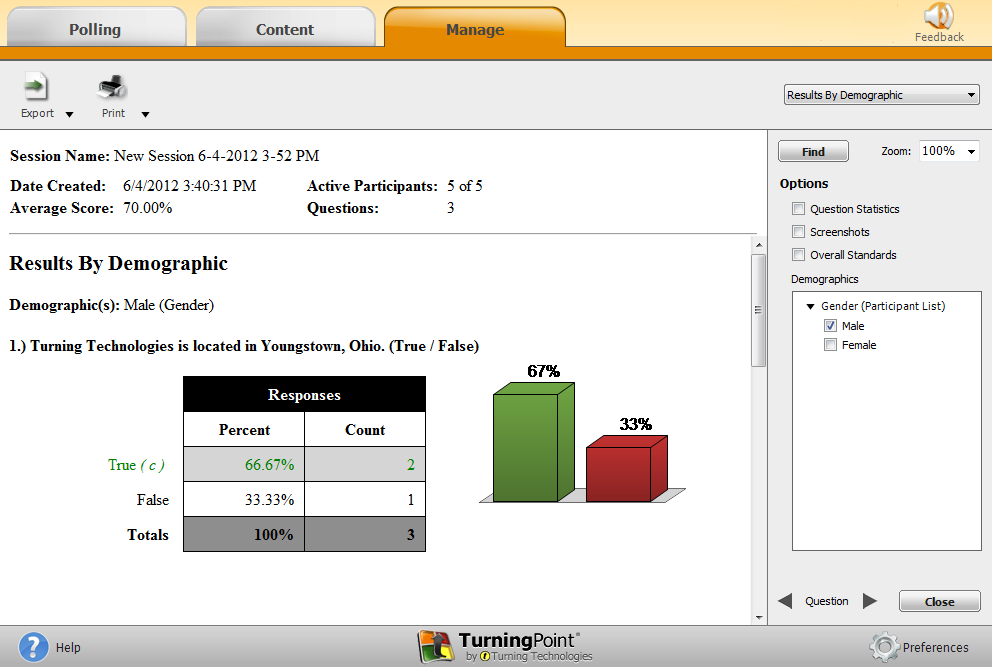 Polling
Content
Manage
Feedback
Export
Print
Results By Demographic
Session Name: New Session 6-4-2012 3-52 PM
Date Created: 6/4/2012 3:40:31 PM Active Participants: 5 of 5
Average Score: 70.00% Questions: 3
Results By Demographic
Demographic(s): Male (Gender)
1.) Turning Technologies is located in Youngstown, Ohio. (True / False)
Responses
Percent Count
True ( c ) 66.67% 2
False 33.33% 1
Totals 100% 3
67%
33%
Find Zoom: 100%
Options
Question Statistics
Screenshots
Overall Standards
Demographics
Gender (Participant List)
Male
Female
Question Close
Help
TurningPoint®
by Turning Technologies
Preferences